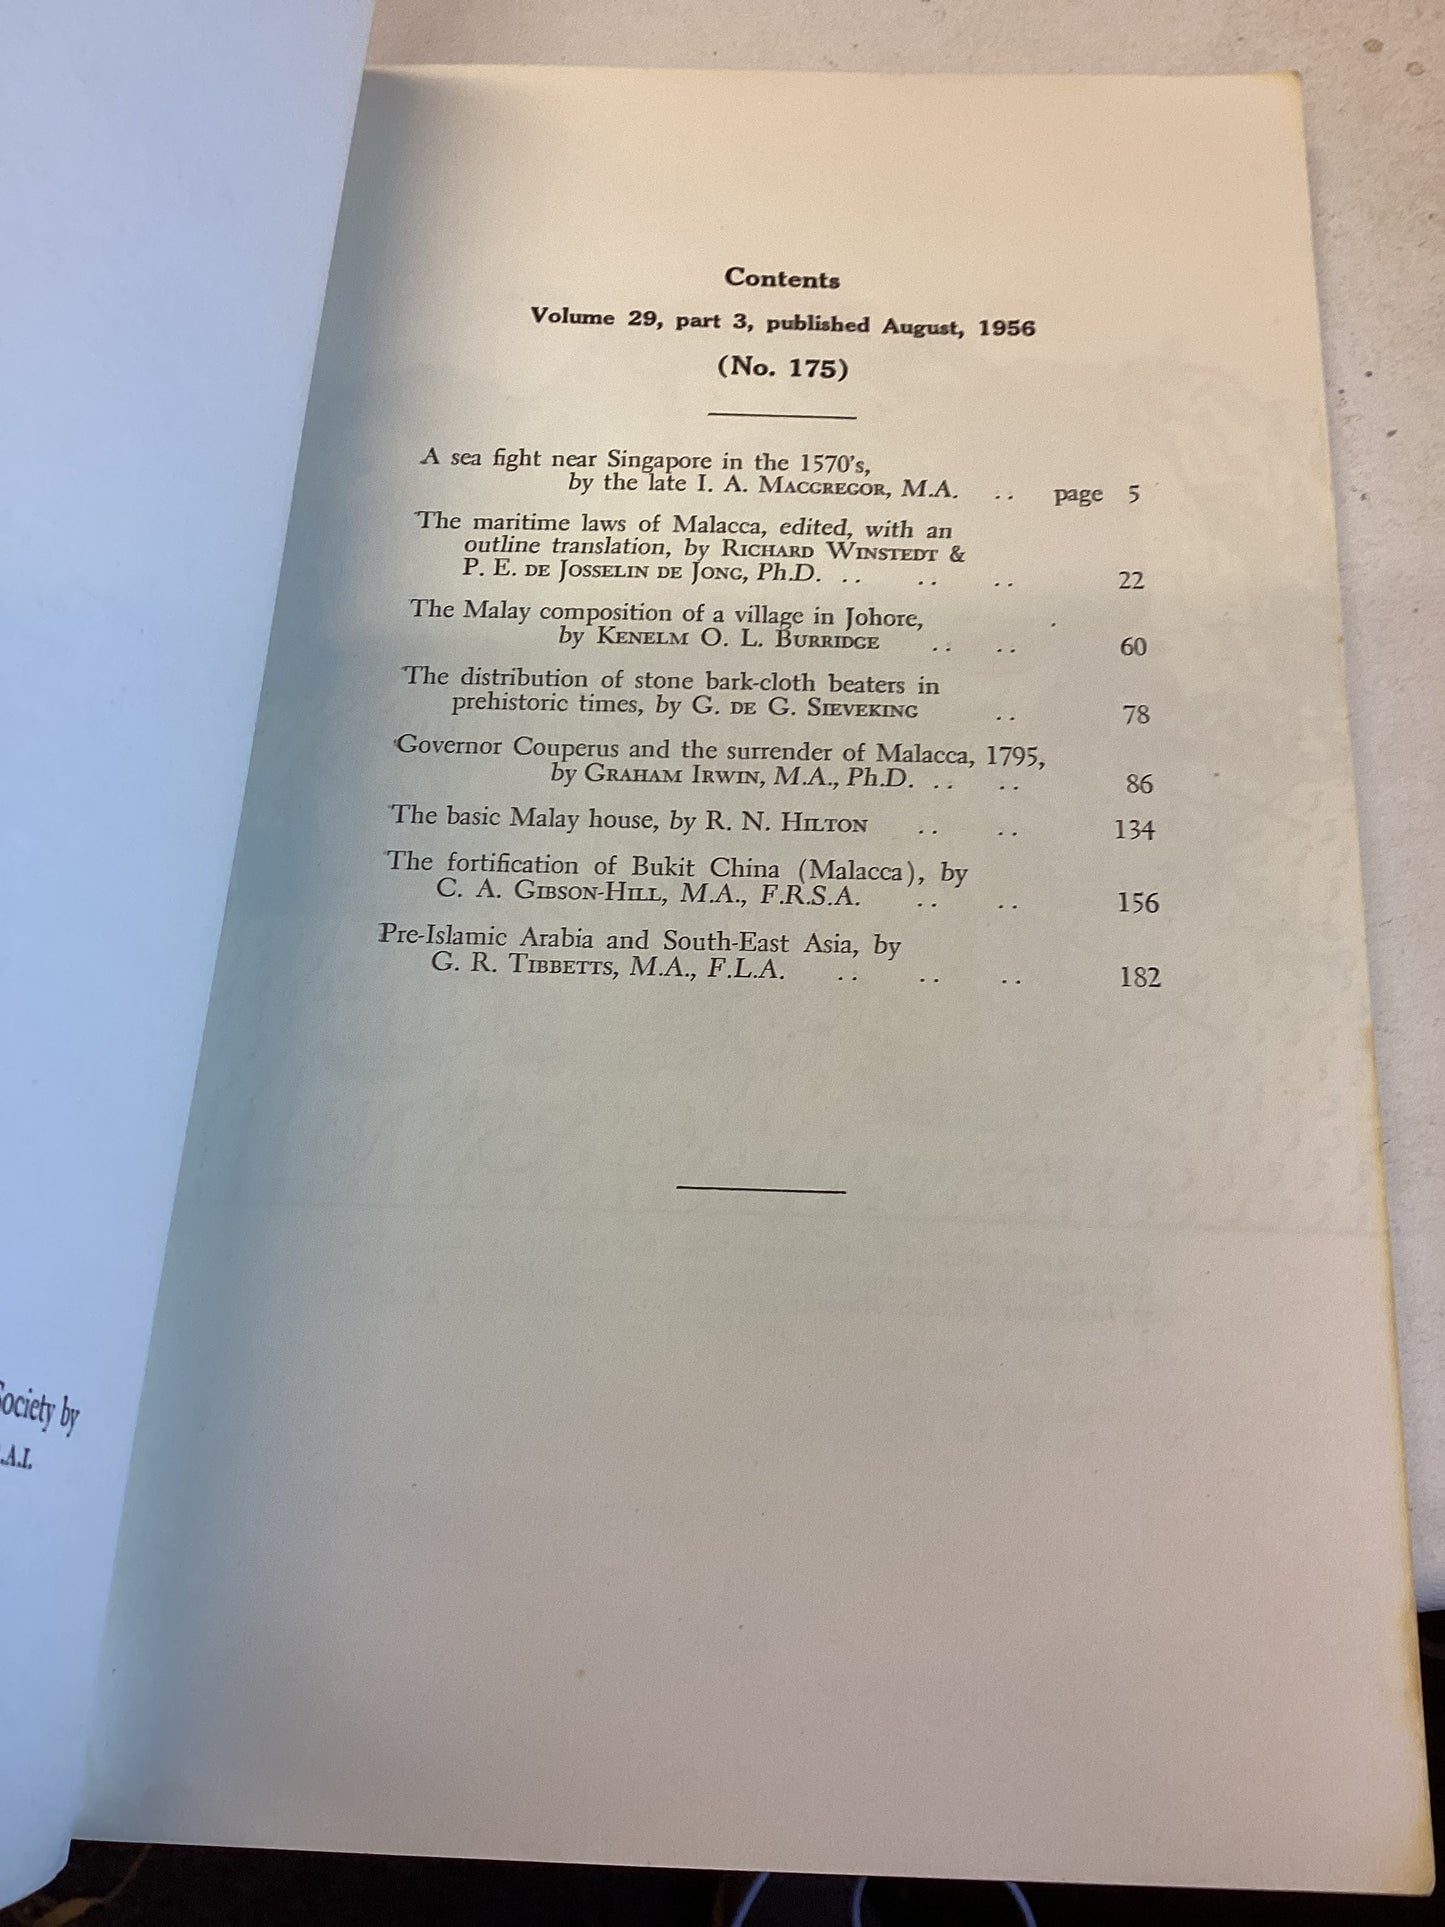 Contents
Volume 29, part 3, published August, 1956
(No. 175)
A sea fight near Singapore in the 1570's,
by the late I. A. MACGREGOR, M.A. .. page 5
The maritime laws of Malacca, edited, with an
outline translation, by RICHARD WINSTEDT &
P. E. DE JOSSELIN DE JONG, Ph.D. .. .. .. 22
The Malay composition of a village in Johore,
by KENELM O. L. BURRIDGE .. .. 60
The distribution of stone bark-cloth beaters in
prehistoric times, by G. DE G. SIEVEKING .. 78
Governor Couperus and the surrender of Malacca, 1795,
by GRAHAM IRWIN, M.A., Ph.D. .. .. 86
The basic Malay house, by R. N. HILTON .. .. 134
The fortification of Bukit China (Malacca), by
C. A. GIBSON-HILL, M.A., F.R.S.A. .. .. 156
Pre-Islamic Arabia and South-East Asia, by
G. R. TIBBETTS, M.A., F.L.A. .. .. .. 182
Society by
.A.I.